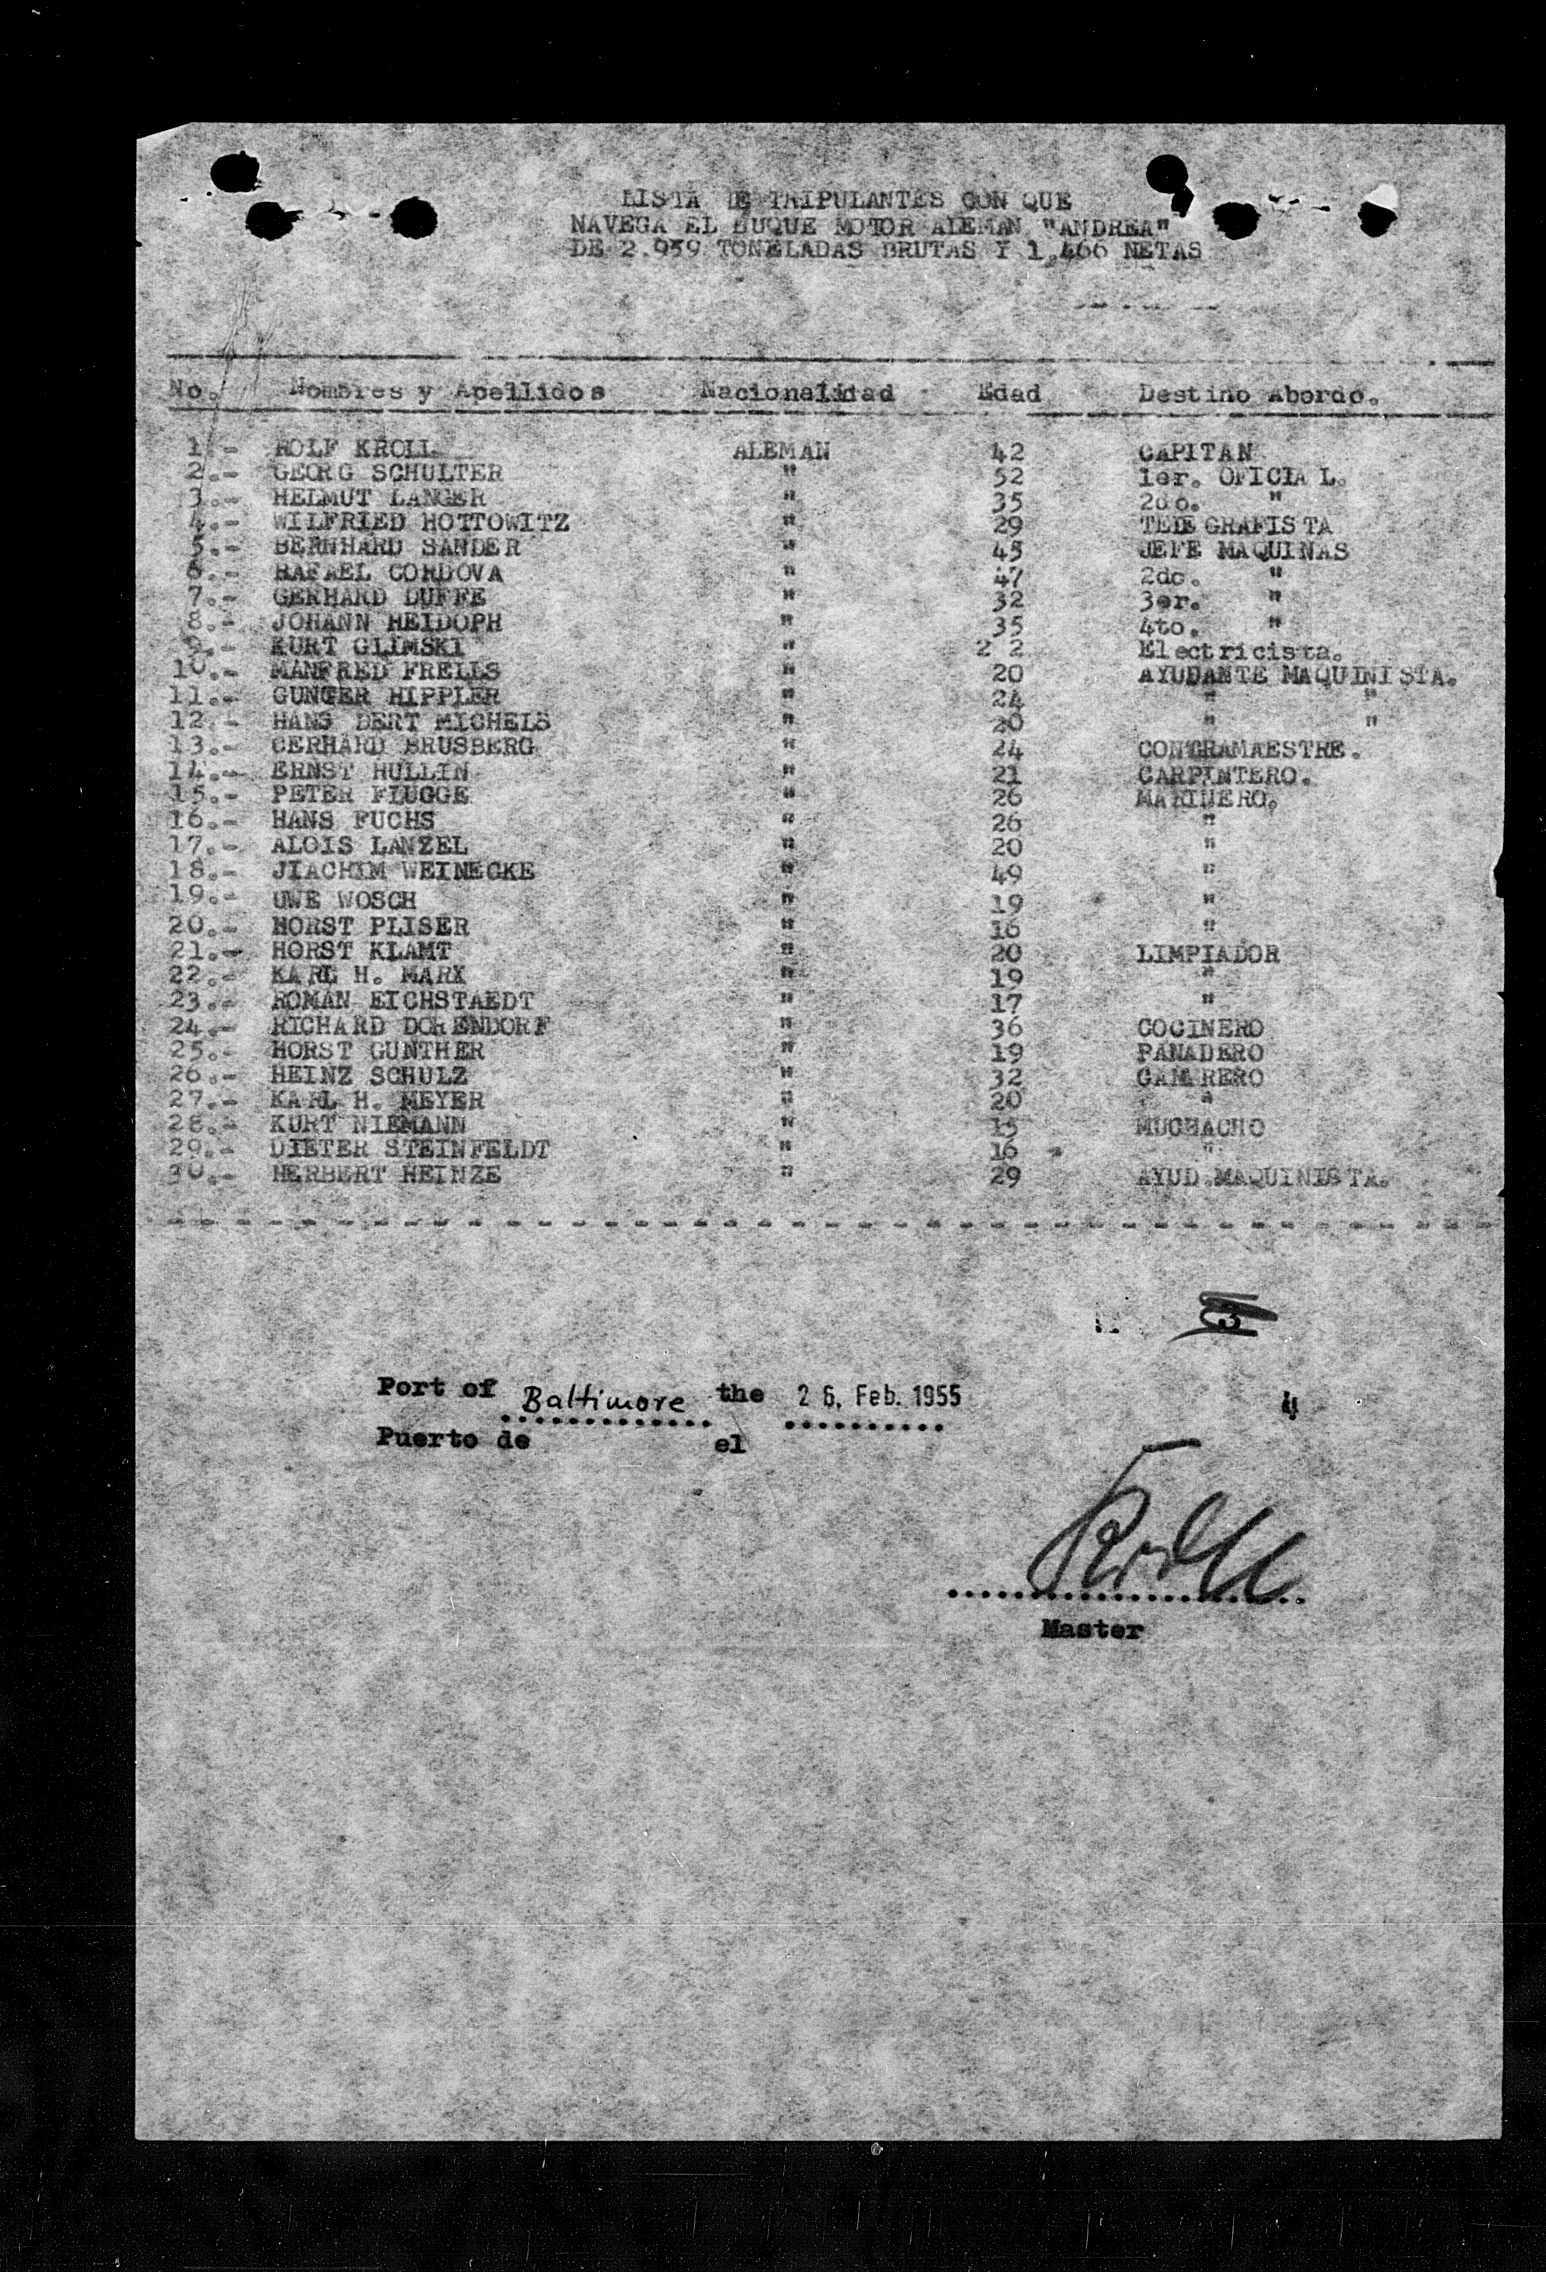 LISTA DE TRIPULANTES CON QUE
NAVEGA EL BUQUE MOTOR ALEMAN "ANDREA"
DE 2.959 TONELADAS BRUTAS Y 1,466 NETAS
No. Nombres y Apellidos Nacionalidad Edad Destino Abordo.
1.- ROLF KROLL ALEMAN 42 CAPITAN
2.- GEORG SCHULTER " 52 1er. OFICIAL.
3.- HELMUT LANGER " 35 2do. "
4.- WILFRIED HOTTOWITZ " 29 TELEGRAFISTA
5.- BERNHARD SANDER " 45 JEFE MAQUINAS
6.- RAFAEL CORDOVA " 47 2do. "
7.- GERHARD DUFFE " 32 3er. "
8.- JOHANN HEIDOPH " 35 4to. "
9.- KURT GLIMSKI " 2 2 Electricista.
10.- MANFRED FRELLS " 20 AYUDANTE MAQUINISTA.
11.- GUNGER HIPPLER " 24 " "
12.- HANS DERT MICHELS " 20 " "
13.- GERHARD BRUSBERG " 24 CONTRAMAESTRE.
14.- ERNST HULLIN " 21 CARPINTERO.
15.- PETER FLUGGE " 26 MARINERO.
16.- HANS FUCHS " 26 "
17.- ALOIS LANZEL " 20 "
18.- JIACHIM WEINECKE " 49 "
19.- UWE WOSCH " 19 "
20.- HORST PLISER " 16 "
21.- HORST KLAMT " 20 LIMPIADOR
22.- KARL H. MARX " 19 "
23.- ROMAN EICHSTAEDT " 17 "
24.- RICHARD DORENDORF " 36 COCINERO
25.- HORST GUNTHER " 19 PANADERO
26.- HEINZ SCHULZ " 32 CAMARERO
27.- KARL H. MEYER " 20 "
28.- KURT NIEMANN " 15 MUCHACHO
29.- DIETER STEINFELDT " 16 "
30.- HERBERT HEINZE " 29 AYUD.MAQUINISTA.
Port of Baltimore the 26. Feb. 1955
Puerto de el
Kroll
Master